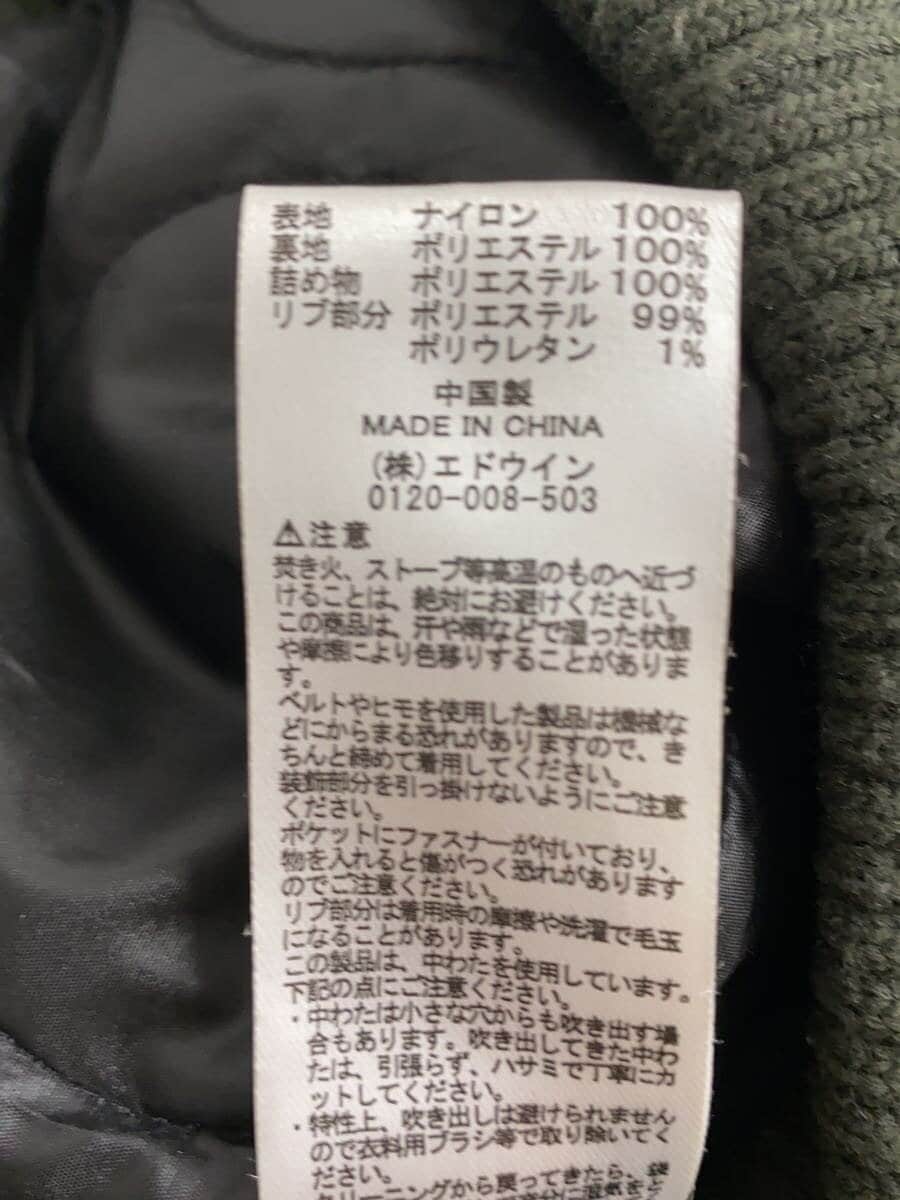 表地 ナイロン 100%
裏地 ポリエステル 100%
詰め物 ポリエステル 100%
リブ部分 ポリエステル 99%
ポリウレタン 1%
中国製
MADE IN CHINA
(株)エドウイン
0120-008-503
⚠注意
焚き火、ストーブ等高温のものへ近づ
けることは、絶対にお避けください。
この商品は、汗や雨などで湿った状態
や摩擦により色移りすることがありま
す。
ベルトやヒモを使用した製品は機械な
どにからまる恐れがありますので、き
ちんと締めて着用してください。
装飾部分を引っ掛けないようにご注意
ください。
ポケットにファスナーが付いており、
物を入れると傷がつく恐れがあります
のでご注意ください。
リブ部分は着用時の摩擦や洗濯で毛玉
になることがあります。
この製品は、中わたを使用しています。
下記の点にご注意ください。
・中わたは小さな穴からも吹き出す場
合もあります。吹き出してきた中わ
たは、引張らず、ハサミで丁寧にカ
ットしてください。
・特性上、吹き出しは避けられません
ので衣料用ブラシ等で取り除いてく
ださい。
クリーニングから戻ってきたら、袋